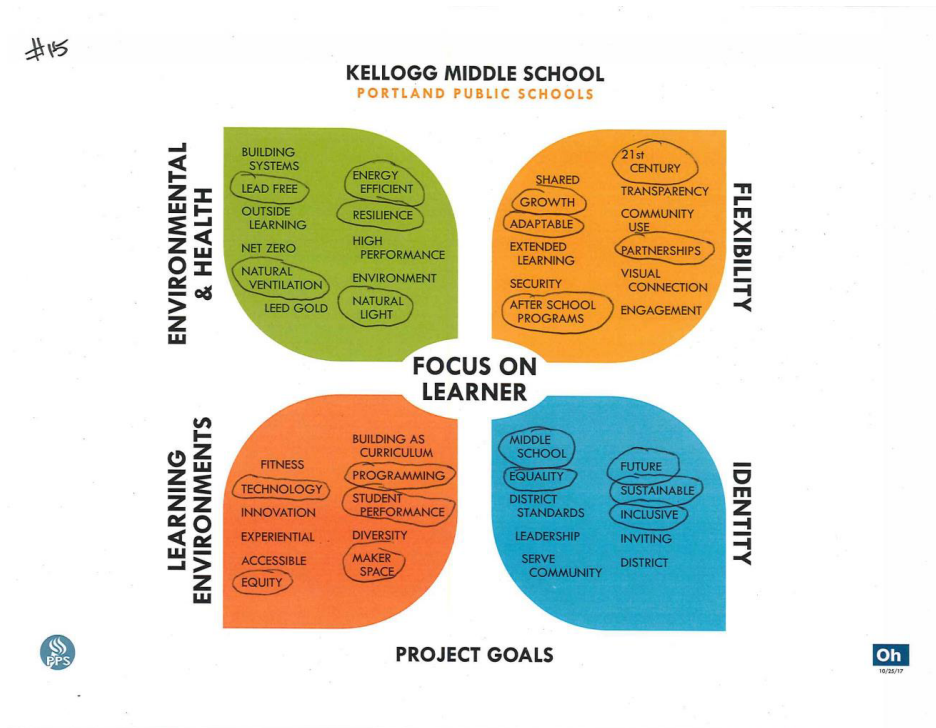 #15
KELLOGG MIDDLE SCHOOL
PORTLAND PUBLIC SCHOOLS
ENVIRONMENTAL
& HEALTH
BUILDING
SYSTEMS
LEAD FREE
OUTSIDE
LEARNING
NET ZERO
NATURAL
VENTILATION
LEED GOLD
ENERGY
EFFICIENT
RESILIENCE
HIGH
PERFORMANCE
ENVIRONMENT
NATURAL
LIGHT
SHARED
GROWTH
ADAPTABLE
EXTENDED
LEARNING
SECURITY
AFTER SCHOOL
PROGRAMS
21st
CENTURY
TRANSPARENCY
COMMUNITY
USE
PARTNERSHIPS
VISUAL
CONNECTION
ENGAGEMENT
FLEXIBILITY
FOCUS ON
LEARNER
LEARNING
ENVIRONMENTS
FITNESS
TECHNOLOGY
INNOVATION
EXPERIENTIAL
ACCESSIBLE
EQUITY
BUILDING AS
CURRICULUM
PROGRAMMING
STUDENT
PERFORMANCE
DIVERSITY
MAKER
SPACE
MIDDLE
SCHOOL
EQUALITY
DISTRICT
STANDARDS
LEADERSHIP
SERVE
COMMUNITY
FUTURE
SUSTAINABLE
INCLUSIVE
INVITING
DISTRICT
IDENTITY
PROJECT GOALS
PPS
Oh
10/25/17